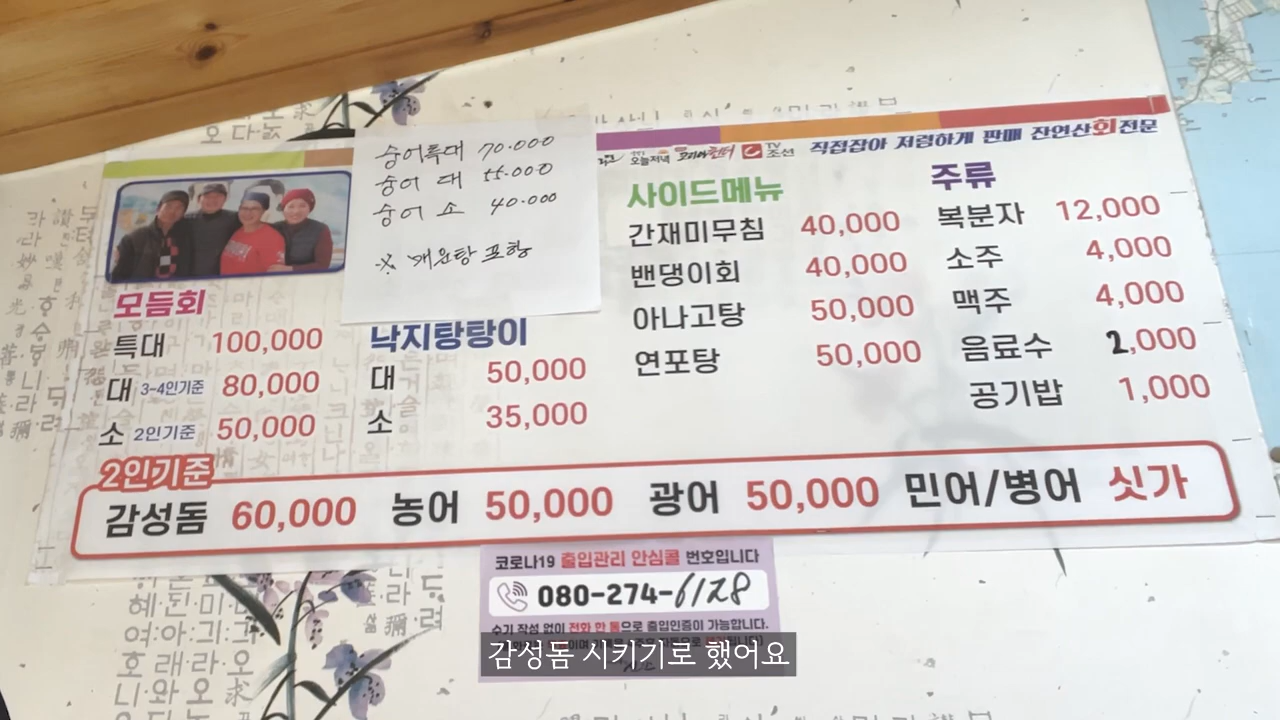 직접잡아 저렴하게 판매 잔연산회전문
오늘저녁
TV조선
숭어특대 70.000
숭어 대 55.000
숭어 소 40.000
※ 매운탕 포함
모듬회
특대 100,000
대 3-4인기준 80,000
소 2인기준 50,000
낙지탕탕이
대 50,000
소 35,000
사이드메뉴
간재미무침 40,000
밴댕이회 40,000
아나고탕 50,000
연포탕 50,000
주류
복분자 12,000
소주 4,000
맥주 4,000
음료수 2,000
공기밥 1,000
2인기준
감성돔 60,000 농어 50,000 광어 50,000 민어/병어 싯가
코로나19 출입관리 안심콜 번호입니다
080-274-6128
수기 작성 없이 전화 한 통으로 출입인증이 가능합니다.
감성돔 시키기로 했어요